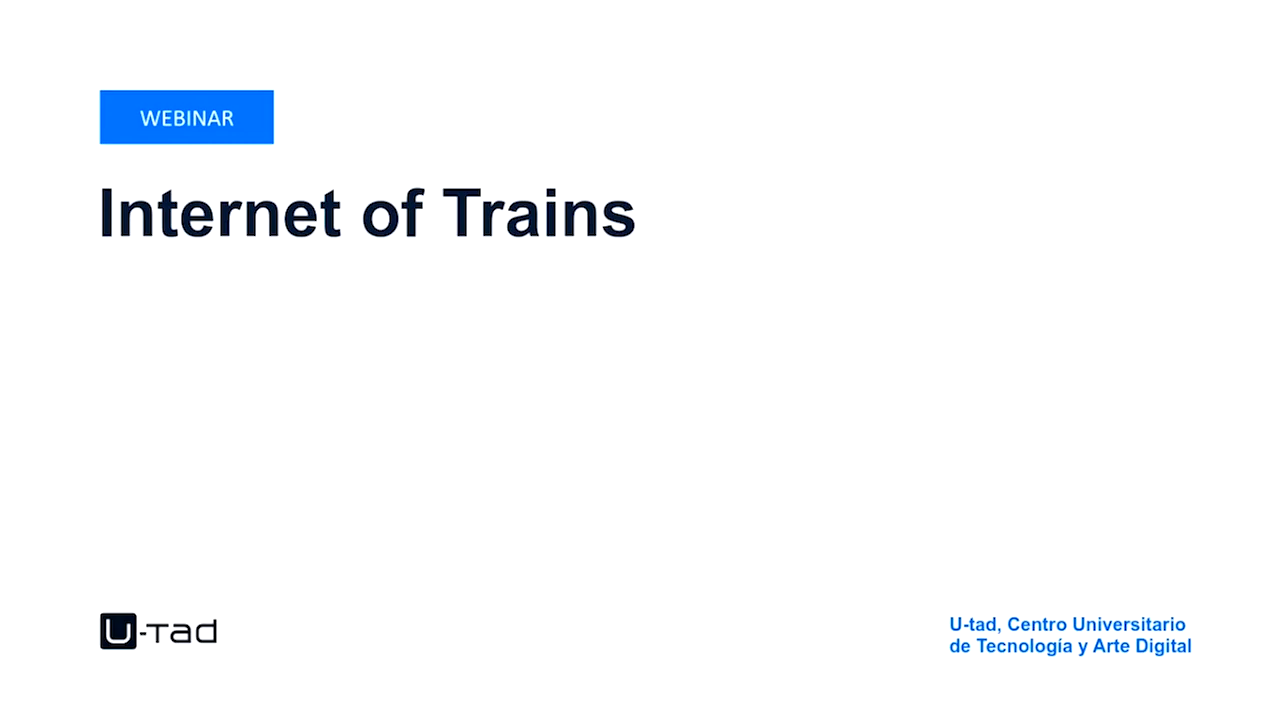 WEBINAR
Internet of Trains
U-tad
U-tad, Centro Universitario
de Tecnología y Arte Digital